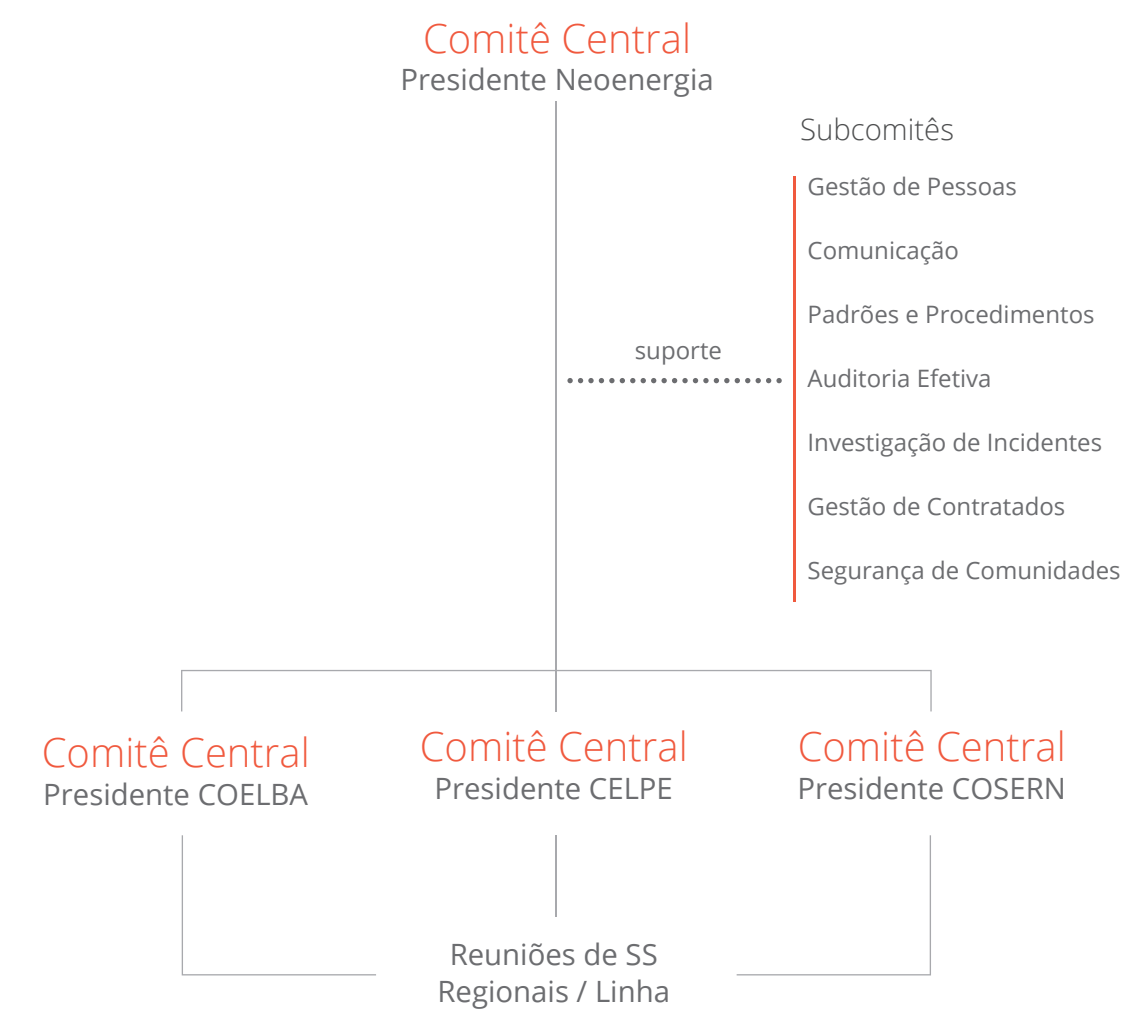 Comitê Central
Presidente Neoenergia
Subcomitês
Gestão de Pessoas
Comunicação
Padrões e Procedimentos
suporte
Auditoria Efetiva
Investigação de Incidentes
Gestão de Contratados
Segurança de Comunidades
Comitê Central
Presidente COELBA
Comitê Central
Presidente CELPE
Comitê Central
Presidente COSERN
Reuniões de SS
Regionais / Linha